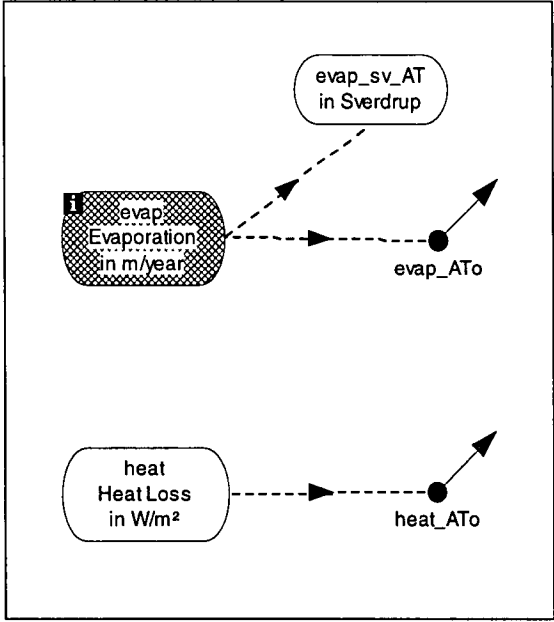 evap_sv_AT
in Sverdrup
i
evap
Evaporation
in m/year
evap_ATo
heat
Heat Loss
in W/m²
heat_ATo